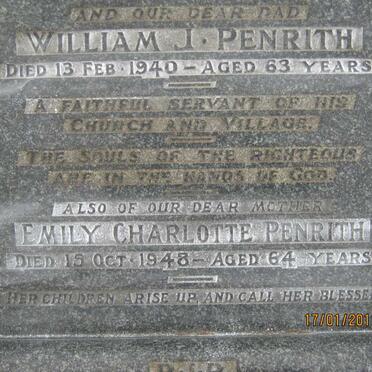 AND OUR DEAR DAD
WILLIAM J. PENRITH
DIED 13 FEB. 1940 – AGED 63 YEARS
A FAITHFUL SERVANT OF HIS
CHURCH AND VILLAGE.
THE SOULS OF THE RIGHTEOUS
ARE IN THE HANDS OF GOD.
ALSO OF OUR DEAR MOTHER
EMILY CHARLOTTE PENRITH
DIED 15 OCT. 1948 – AGED 64 YEARS
HER CHILDREN ARISE UP, AND CALL HER BLESSE
17/01/201
R.I.P.